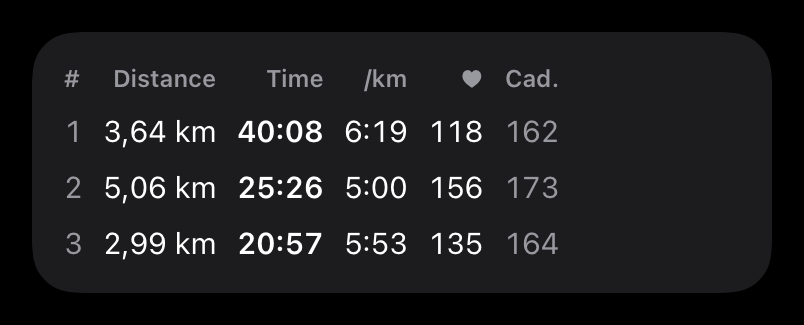 # Distance Time /km ♥ Cad.
1 3,64 km 40:08 6:19 118 162
2 5,06 km 25:26 5:00 156 173
3 2,99 km 20:57 5:53 135 164